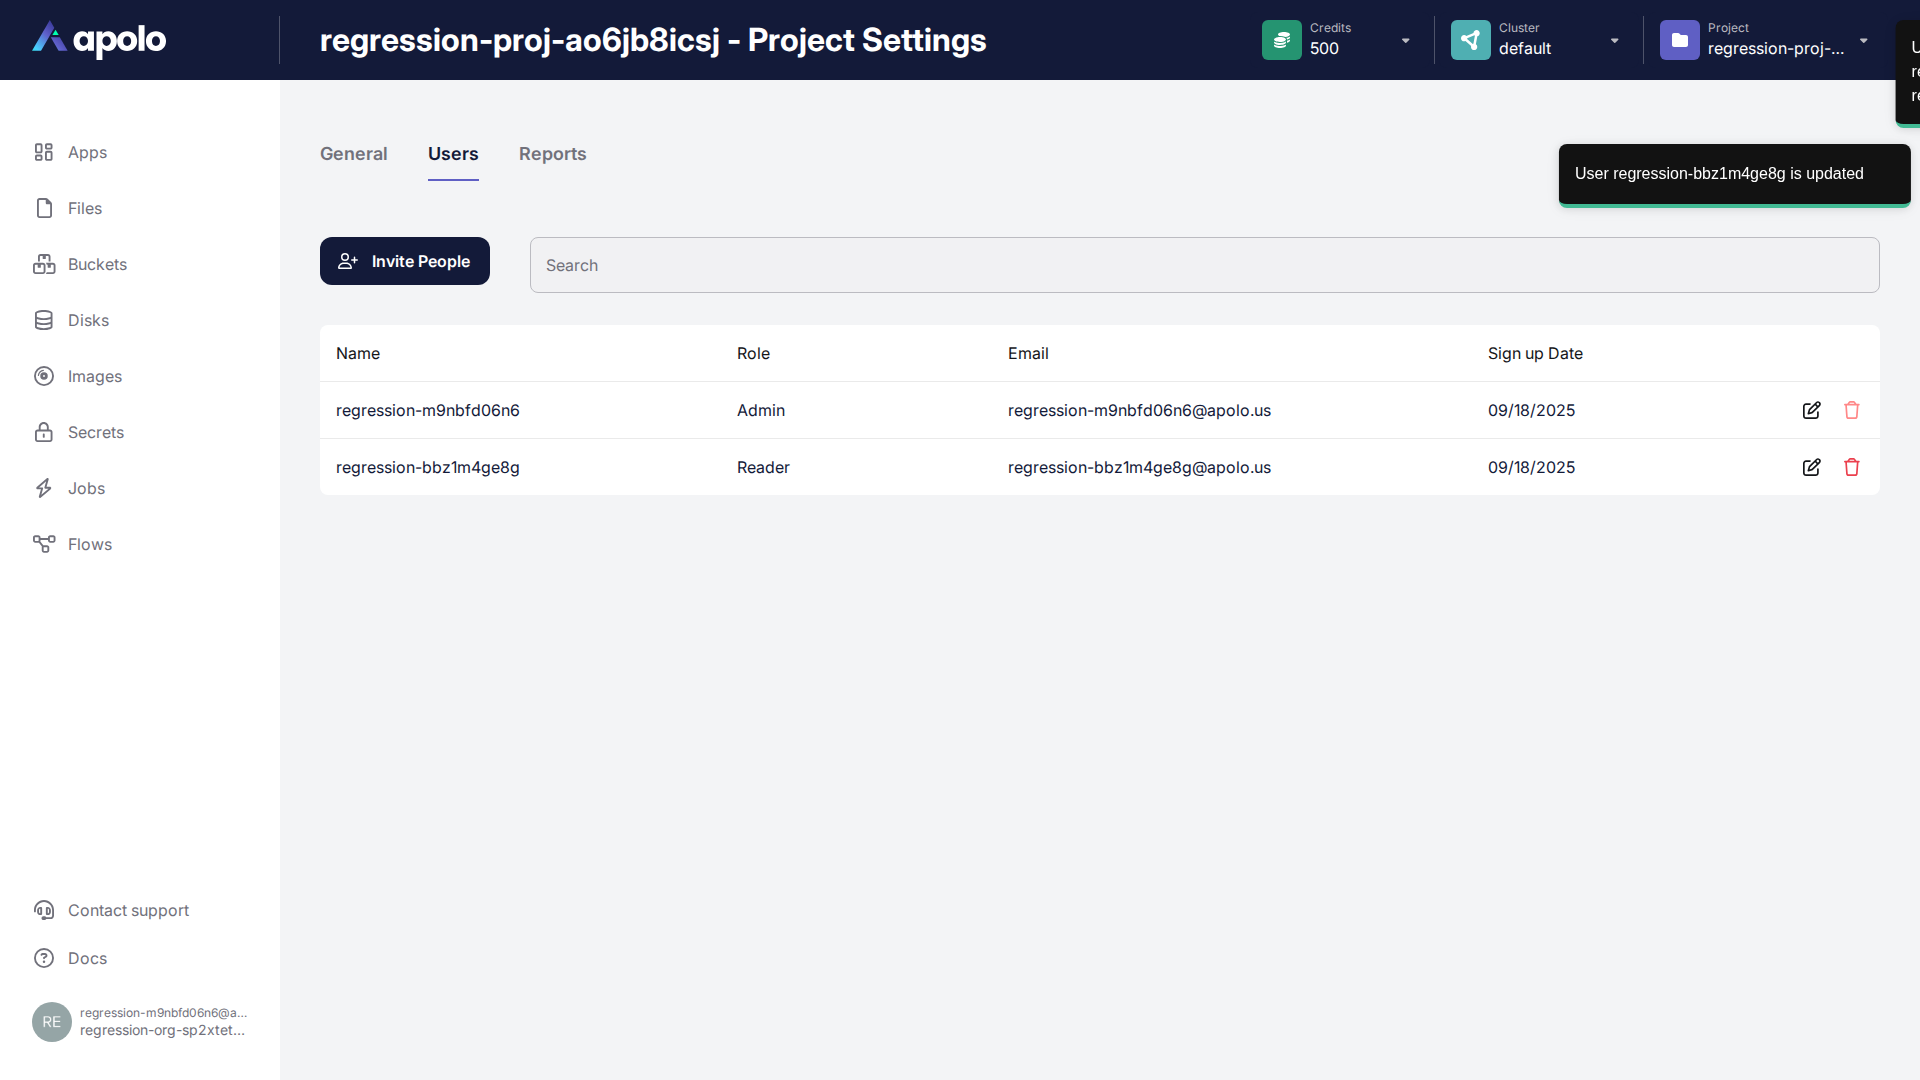 apolo
regression-proj-ao6jb8icsj - Project Settings
Credits
500
Cluster
default
Project
regression-proj-...
Apps
Files
Buckets
Disks
Images
Secrets
Jobs
Flows
General
Users
Reports
User regression-bbz1m4ge8g is updated
Invite People
Search
Name
Role
Email
Sign up Date
regression-m9nbfd06n6
Admin
regression-m9nbfd06n6@apolo.us
09/18/2025
regression-bbz1m4ge8g
Reader
regression-bbz1m4ge8g@apolo.us
09/18/2025
Contact support
Docs
RE
regression-m9nbfd06n6@a...
regression-org-sp2xtet...